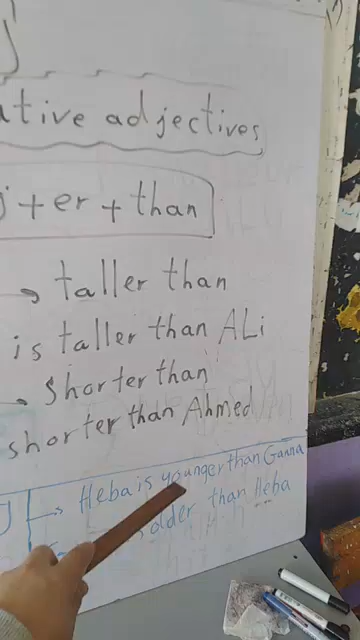 ative adjectives
j + er + than
→ taller than
is taller than ALi
→ shorter than
shorter than Ahmed
→ Heba is younger than Ganna
older than Heba